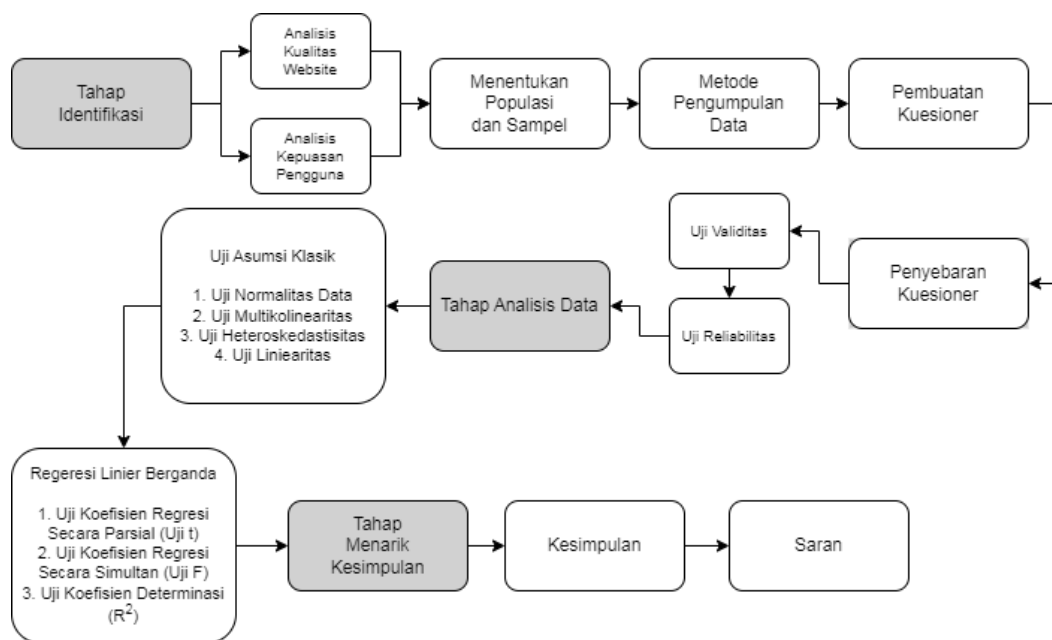 Tahap
Identifikasi
Analisis
Kualitas
Website
Analisis
Kepuasan
Pengguna
Menentukan
Populasi
dan Sampel
Metode
Pengumpulan
Data
Pembuatan
Kuesioner
Penyebaran
Kuesioner
Uji Validitas
Uji Reliabilitas
Tahap Analisis Data
Uji Asumsi Klasik
1. Uji Normalitas Data
2. Uji Multikolinearitas
3. Uji Heteroskedastisitas
4. Uji Liniearitas
Regeresi Linier Berganda
1. Uji Koefisien Regresi
Secara Parsial (Uji t)
2. Uji Koefisien Regresi
Secara Simultan (Uji F)
3. Uji Koefisien Determinasi
(R²)
Tahap
Menarik
Kesimpulan
Kesimpulan
Saran